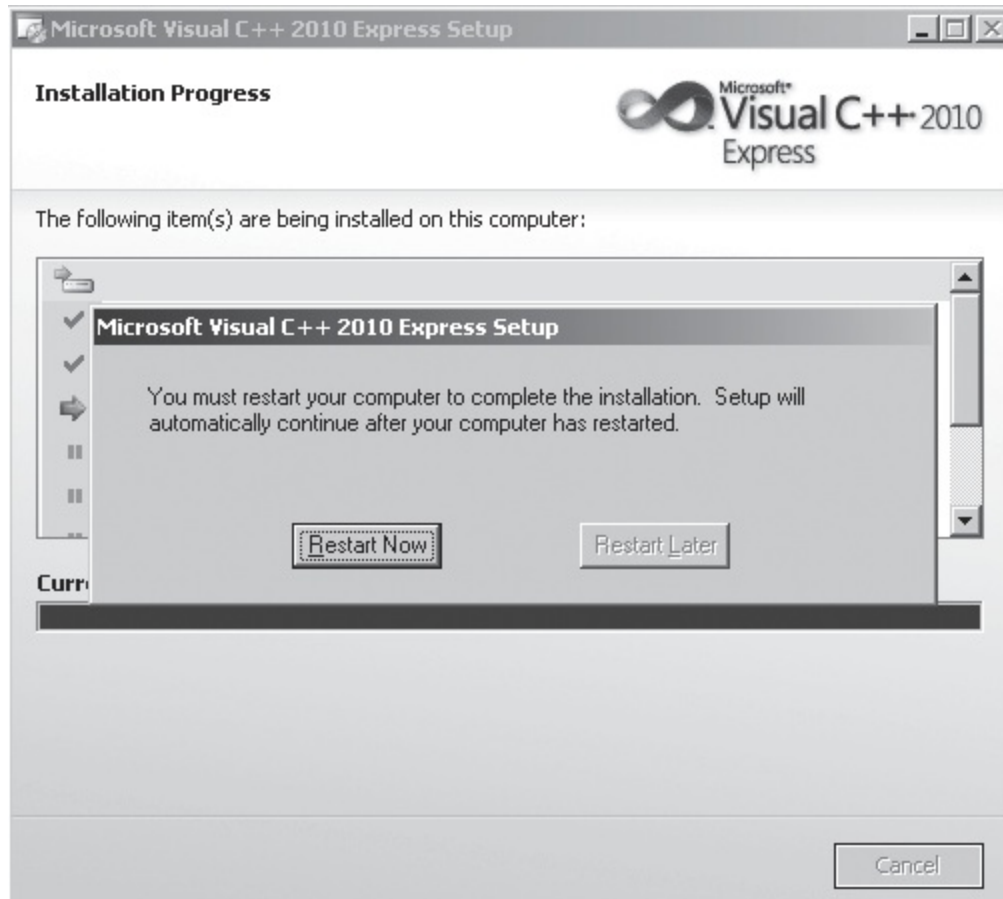 Microsoft Visual C++ 2010 Express Setup
Installation Progress
Microsoft®
Visual C++ 2010
Express
The following item(s) are being installed on this computer:
Microsoft Visual C++ 2010 Express Setup
You must restart your computer to complete the installation. Setup will
automatically continue after your computer has restarted.
Restart Now
Restart Later
Cancel